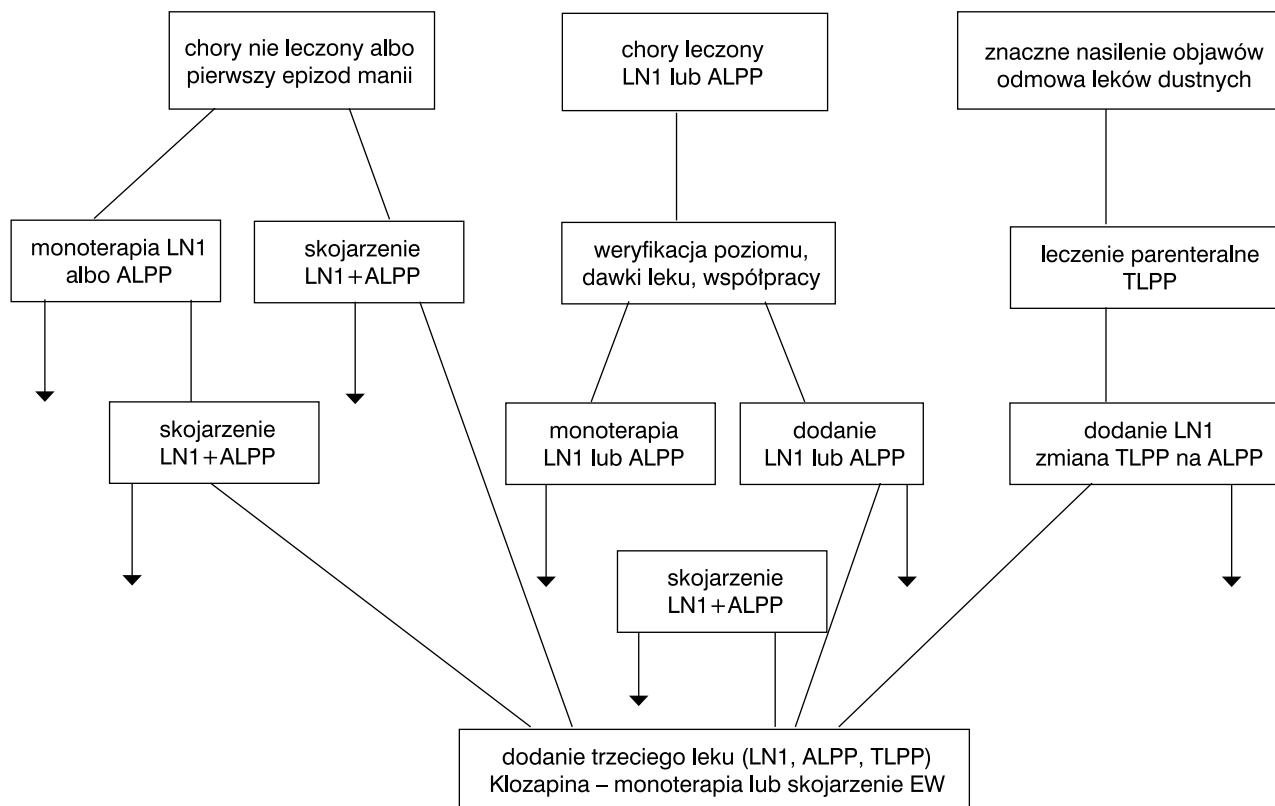 chory nie leczony albo
pierwszy epizod manii
chory leczony
LN1 lub ALPP
znaczne nasilenie objawów
odmowa leków dustnych
monoterapia LN1
albo ALPP
skojarzenie
LN1+ALPP
weryfikacja poziomu,
dawki leku, współpracy
leczenie parenteralne
TLPP
skojarzenie
LN1+ALPP
monoterapia
LN1 lub ALPP
dodanie
LN1 lub ALPP
dodanie LN1
zmiana TLPP na ALPP
skojarzenie
LN1+ALPP
dodanie trzeciego leku (LN1, ALPP, TLPP)
Klozapina – monoterapia lub skojarzenie EW